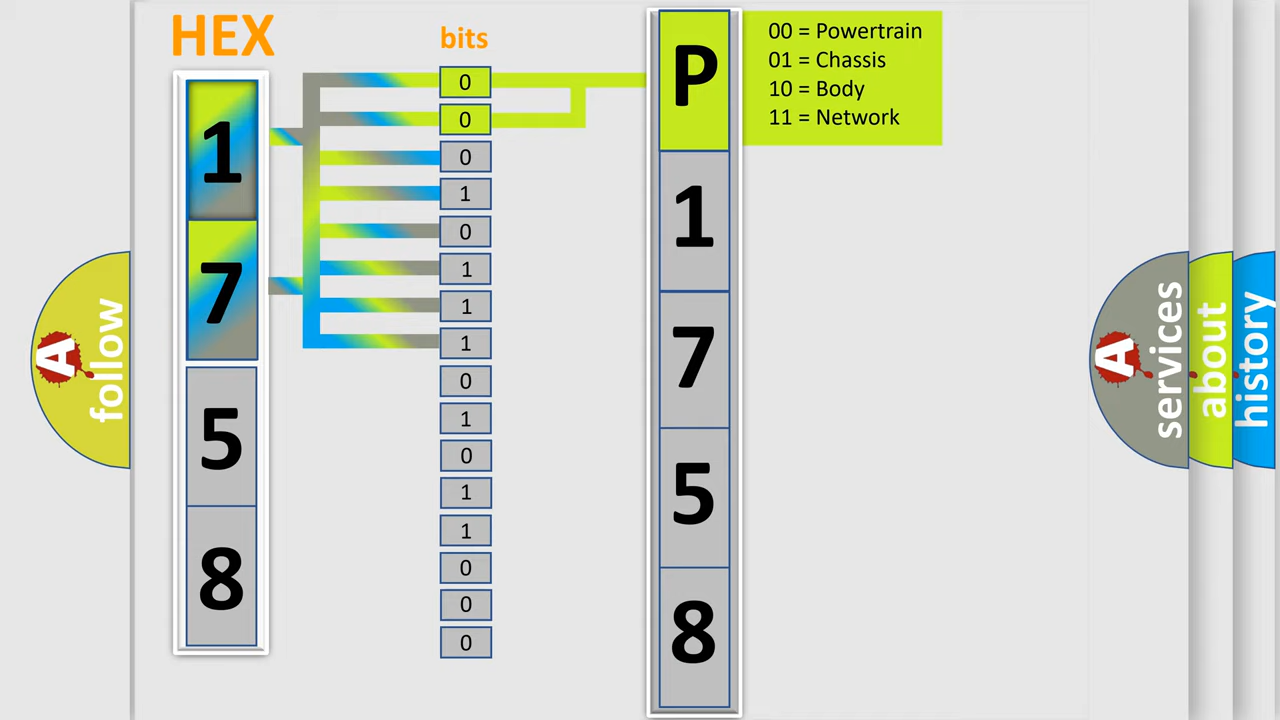 HEX
bits
1
7
5
8
0
0
0
1
0
1
1
1
0
1
0
1
1
0
0
0
P
1
7
5
8
00 = Powertrain
01 = Chassis
10 = Body
11 = Network
A
follow
A
services
about
history